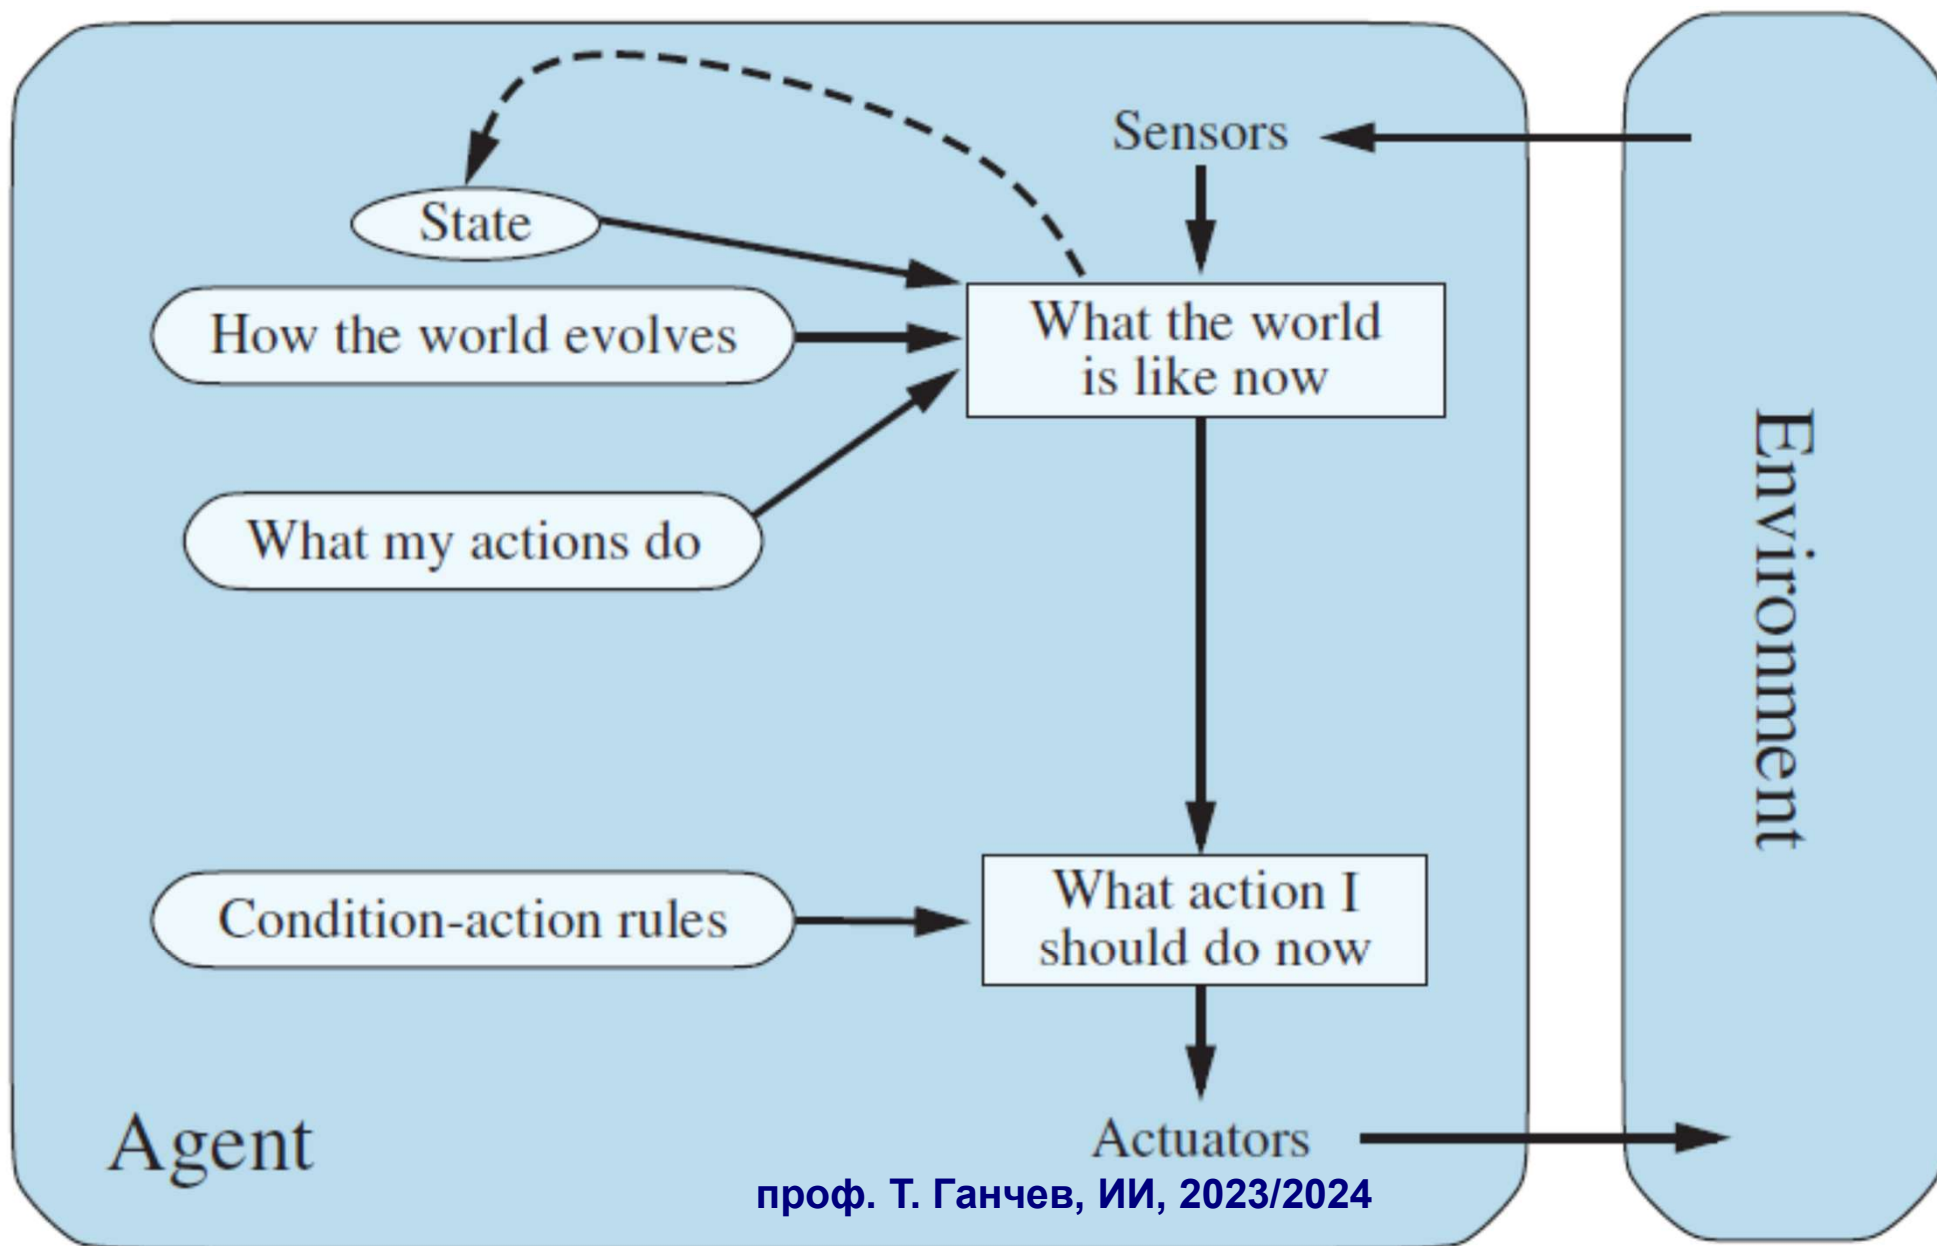 Sensors
State
How the world evolves
What the world
is like now
What my actions do
Environment
Condition-action rules
What action I
should do now
Agent
Actuators
проф. Т. Ганчев, ИИ, 2023/2024